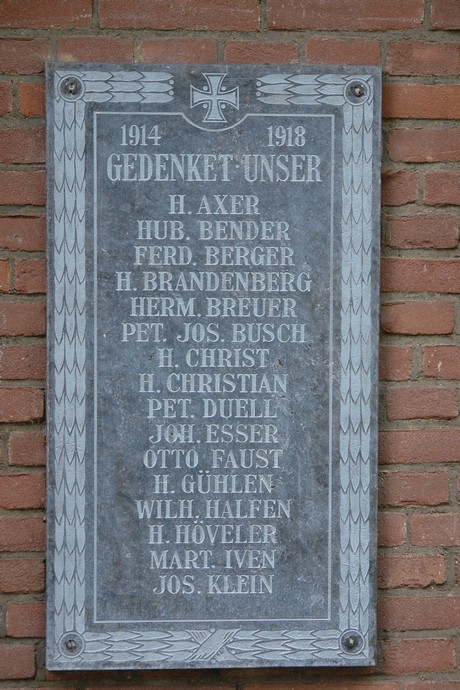 1914 1918
GEDENKET UNSER
H. AXER
HUB. BENDER
FERD. BERGER
H. BRANDENBERG
HERM. BREUER
PET. JOS. BUSCH
H. CHRIST
H. CHRISTIAN
PET. DUELL
JOH. ESSER
OTTO FAUST
H. GÜHLEN
WILH. HALFEN
H. HÖVELER
MART. IVEN
JOS. KLEIN